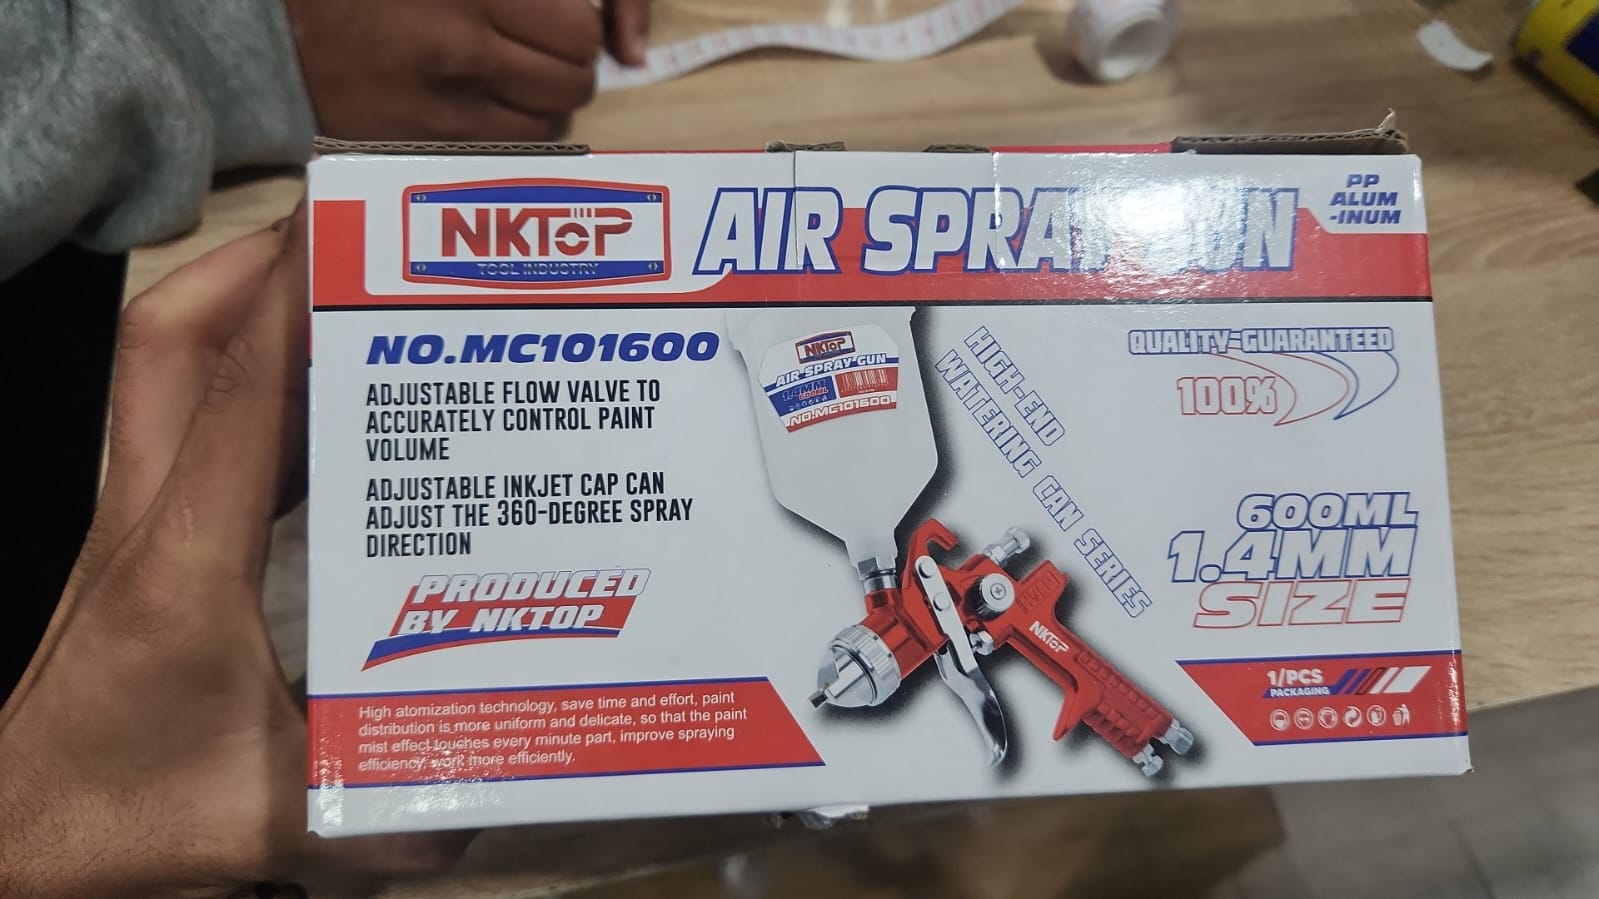 NKTOP
TOOL INDUSTRY
AIR SPRAY GUN
PP
ALUM
-INUM
NO.MC101600
ADJUSTABLE FLOW VALVE TO
ACCURATELY CONTROL PAINT
VOLUME
ADJUSTABLE INKJET CAP CAN
ADJUST THE 360-DEGREE SPRAY
DIRECTION
PRODUCED
BY NKTOP
High atomization technology, save time and effort, paint
distribution is more uniform and delicate, so that the paint
mist effect touches every minute part, improve spraying
efficiency, work more efficiently.
NKTOP
AIR SPRAY GUN
1.4MM
600ML
NO.MC101600
HIGH-END
WATERING CAN SERIES
NKTOP
QUALITY-GUARANTEED
100%
600ML
1.4MM
SIZE
1/PCS
PACKAGING